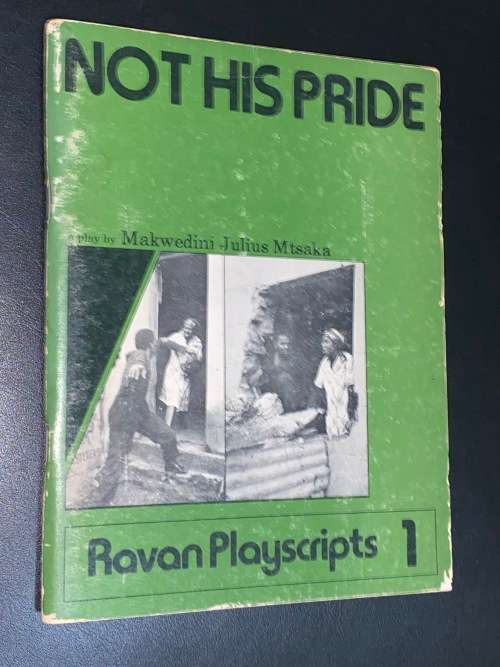 NOT HIS PRIDE
a play by Makwedini Julius Mtsaka
Ravan Playscripts 1